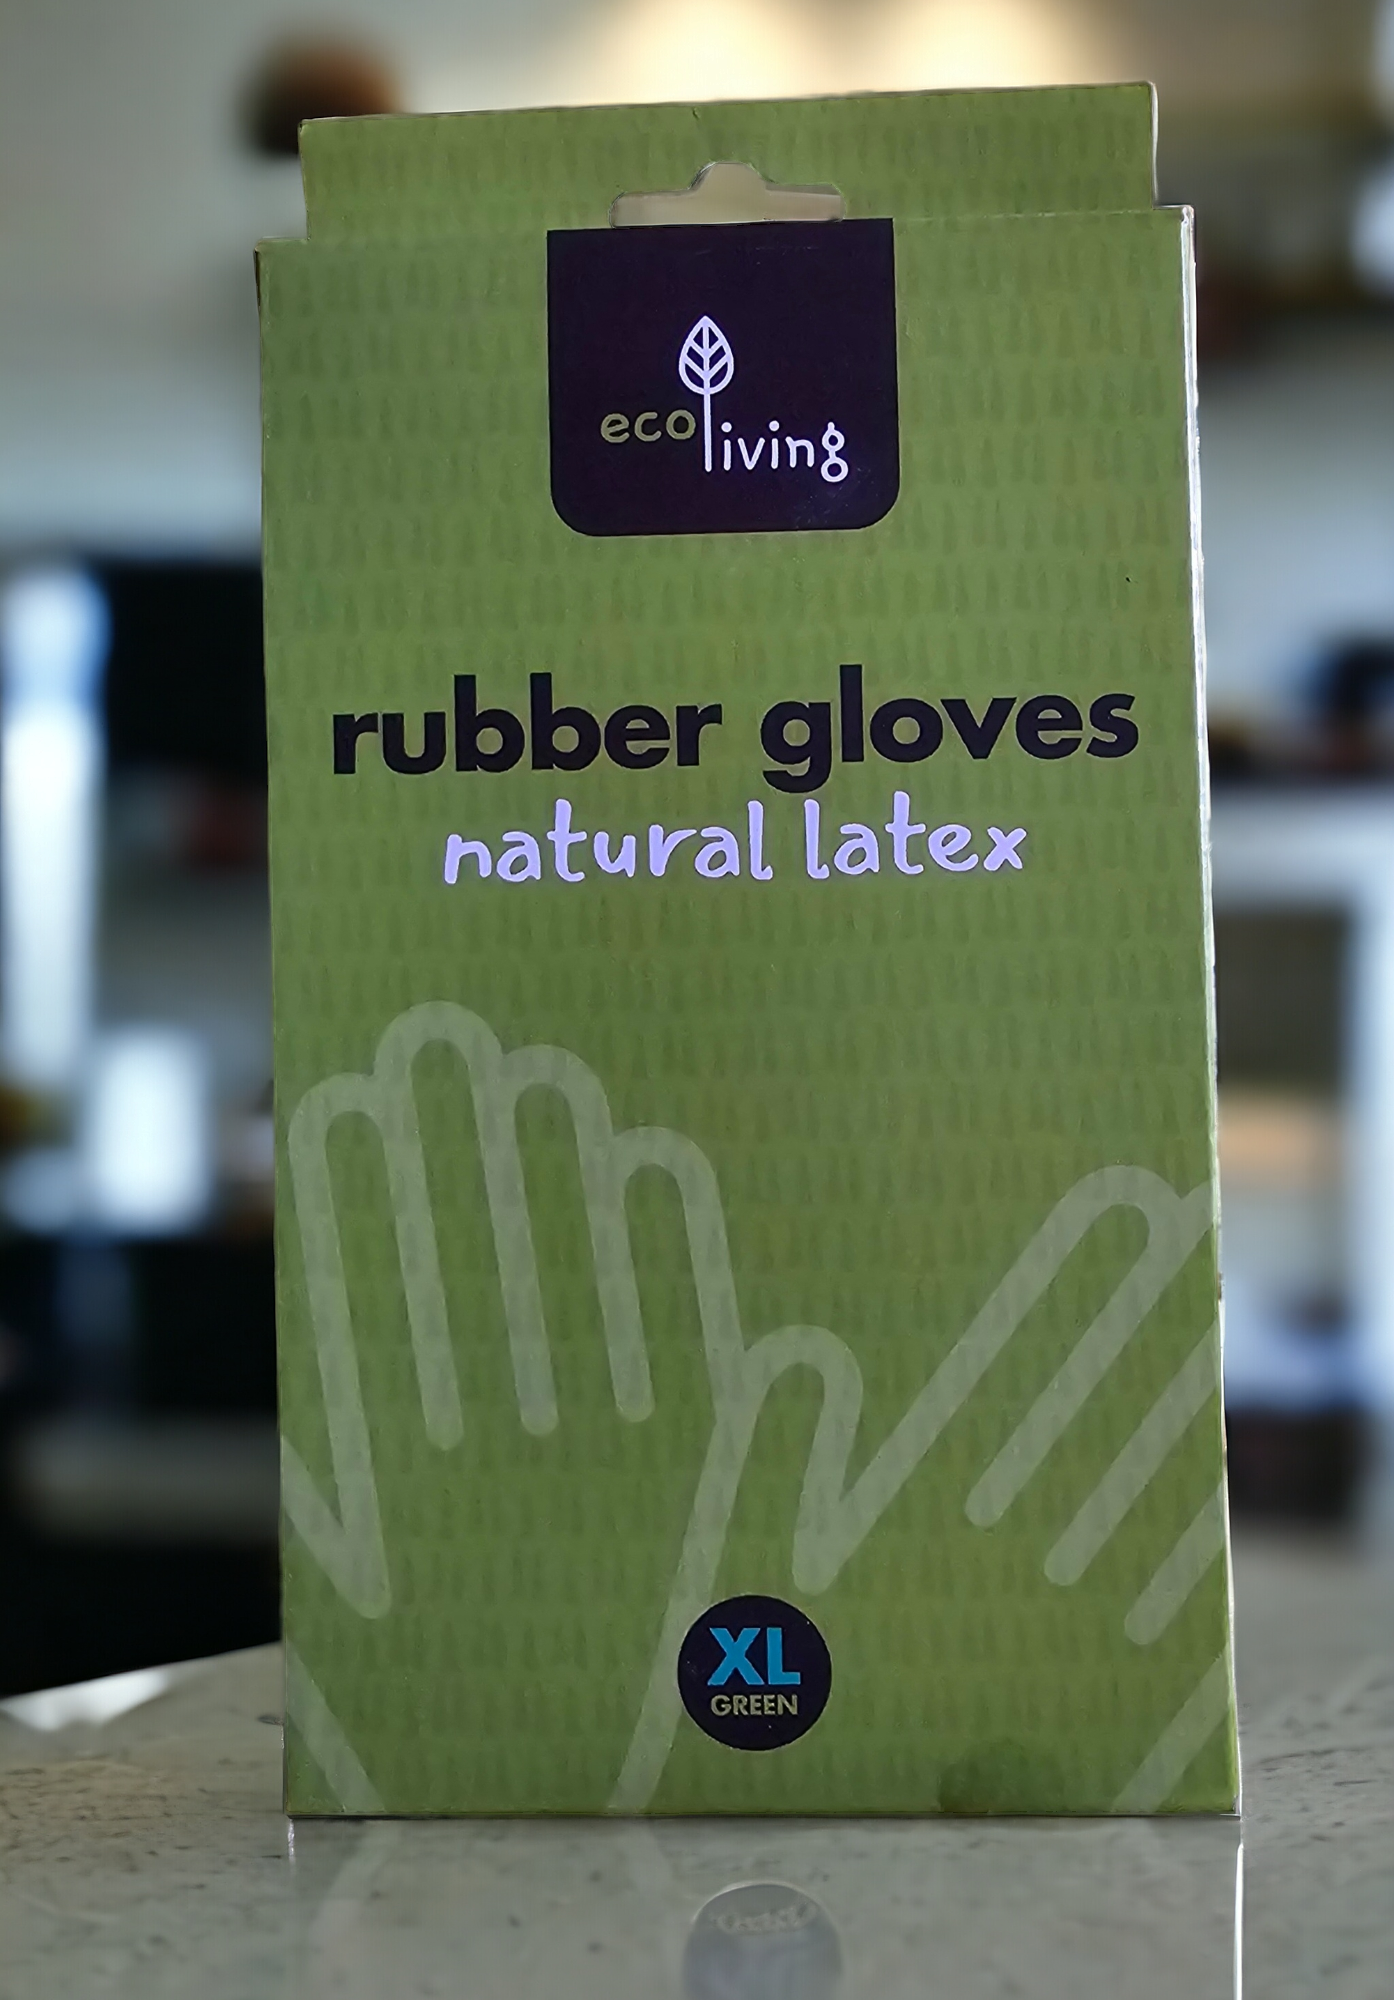 eco living
rubber gloves
natural latex
XL
GREEN